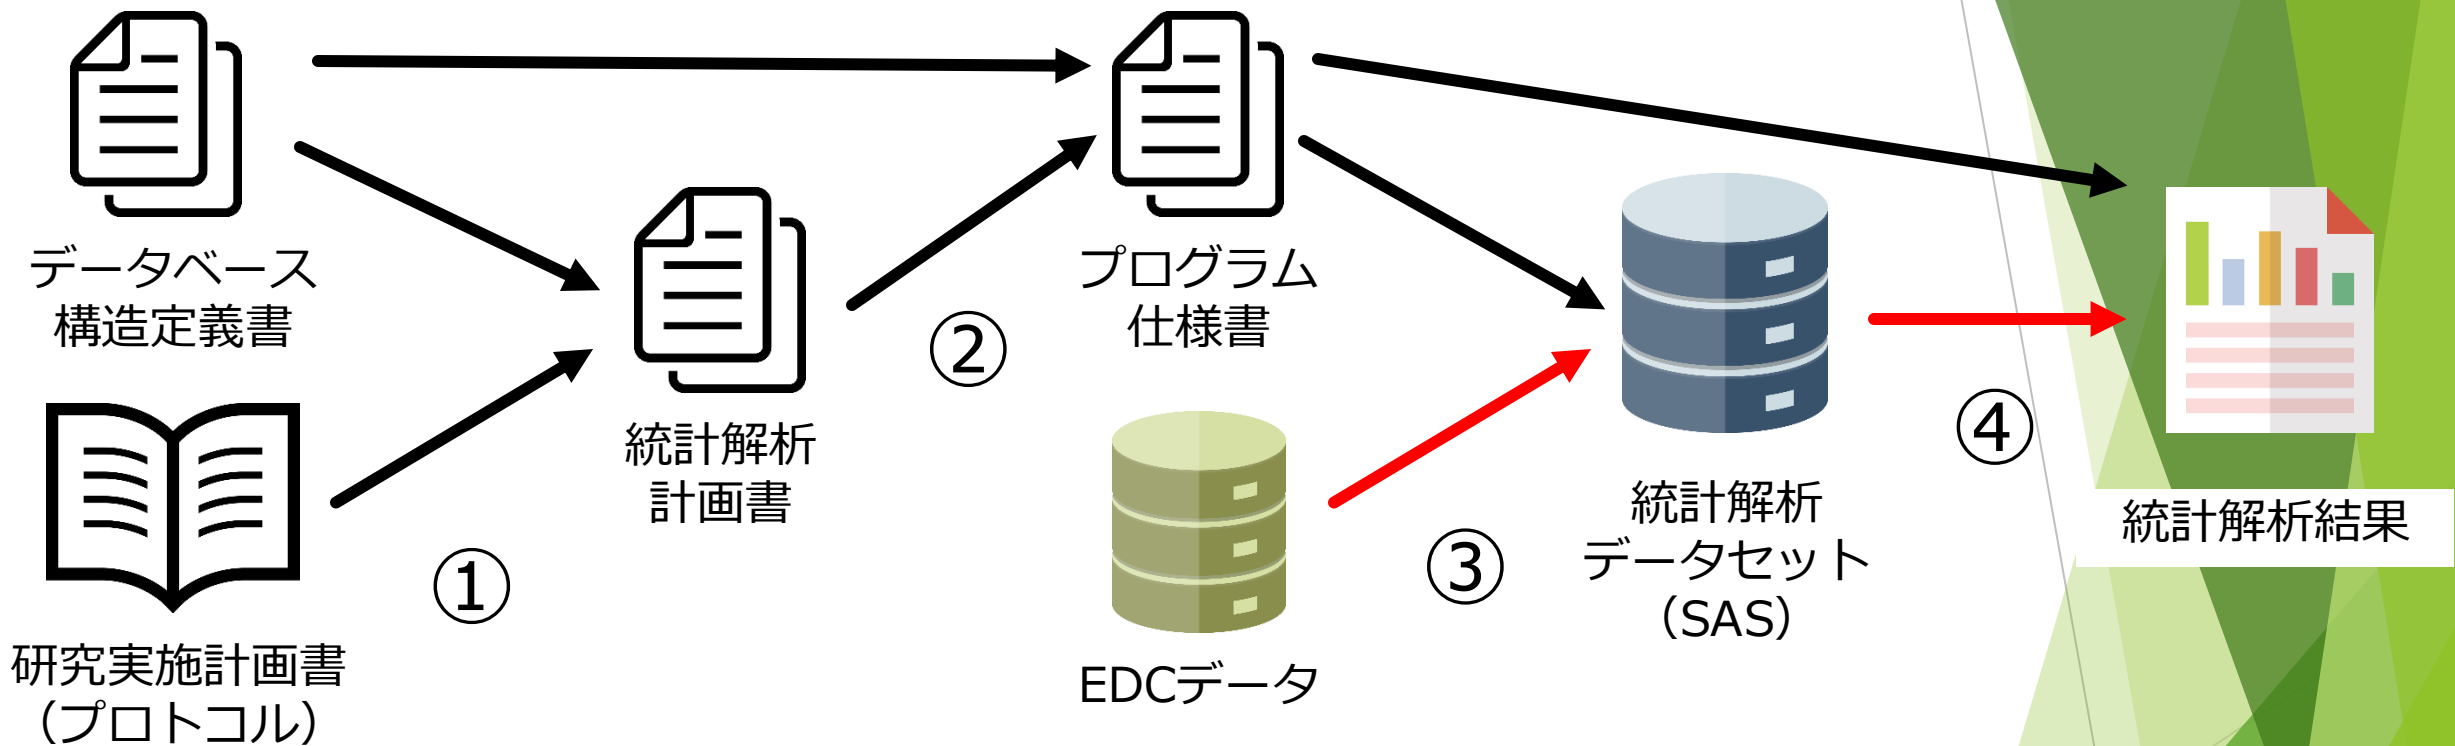 データベース
構造定義書
研究実施計画書
（プロトコル）
①
統計解析
計画書
②
プログラム
仕様書
EDCデータ
③
統計解析
データセット
（SAS）
④
統計解析結果